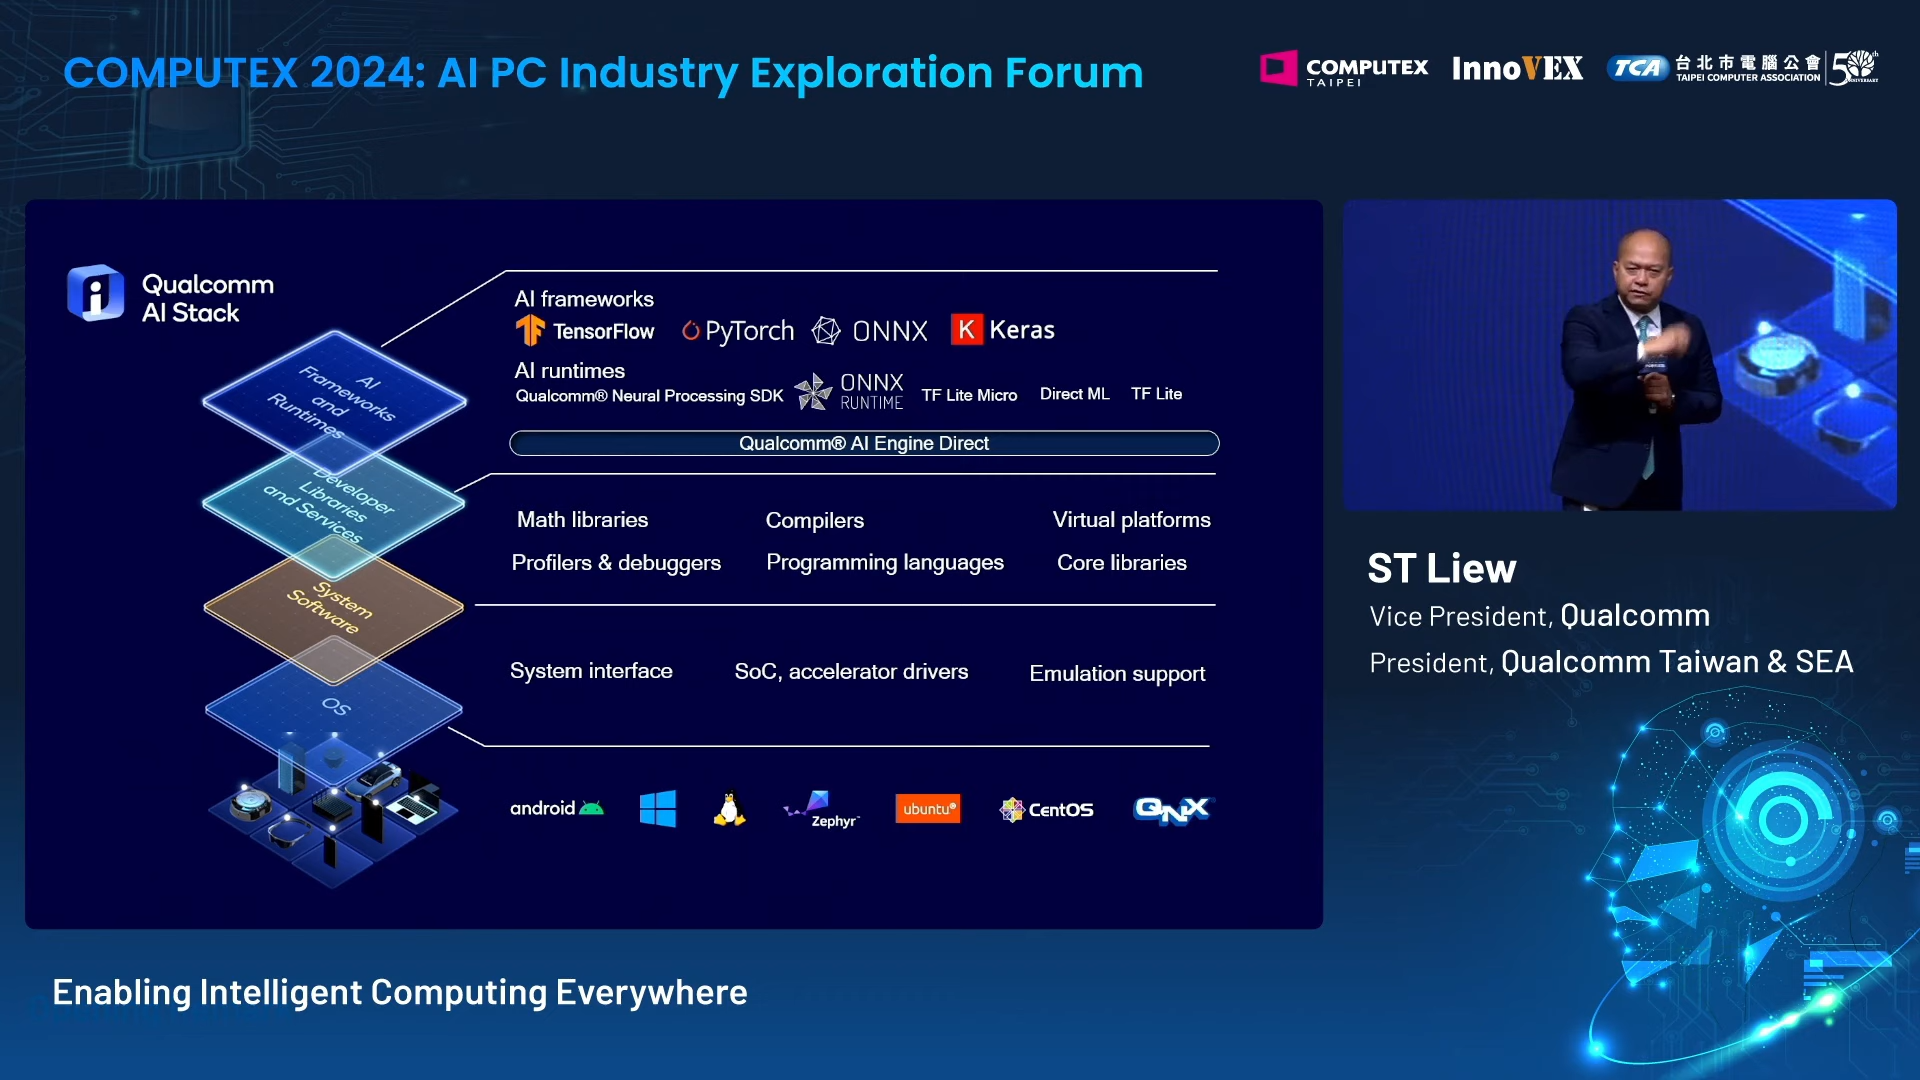 COMPUTEX 2024: AI PC Industry Exploration Forum
COMPUTEX
TAIPEI
InnoVEX
TCA
台北市電腦公會
TAIPEI COMPUTER ASSOCIATION
50th
ANNIVERSARY
Qualcomm
AI Stack
AI
Frameworks
and
Runtimes
Developer
Libraries
and Services
System
Software
OS
AI frameworks
TensorFlow PyTorch ONNX K Keras
AI runtimes
Qualcomm® Neural Processing SDK ONNX RUNTIME TF Lite Micro Direct ML TF Lite
Qualcomm® AI Engine Direct
Math libraries Compilers Virtual platforms
Profilers & debuggers Programming languages Core libraries
System interface SoC, accelerator drivers Emulation support
android Zephyr™ ubuntu® CentOS QNX
ST Liew
Vice President, Qualcomm
President, Qualcomm Taiwan & SEA
Enabling Intelligent Computing Everywhere